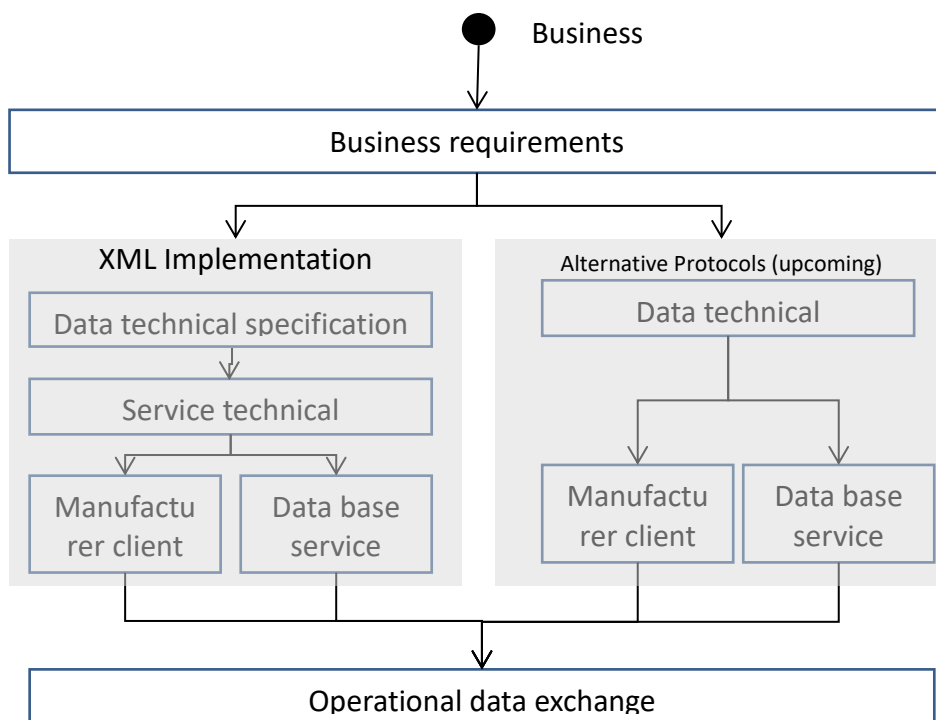 Business
Business requirements
XML Implementation
Data technical specification
Service technical
Manufactu
rer client
Data base
service
Alternative Protocols (upcoming)
Data technical
Manufactu
rer client
Data base
service
Operational data exchange